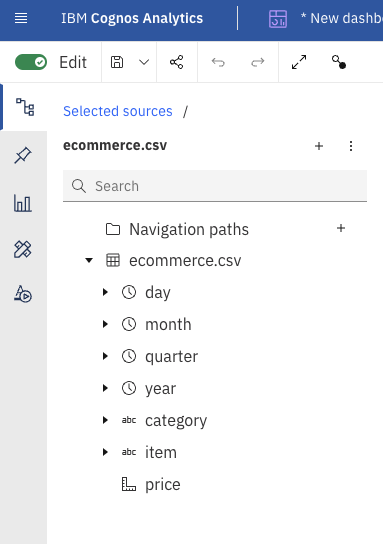 IBM Cognos Analytics
* New dashb
Edit
Selected sources /
ecommerce.csv
Search
Navigation paths
ecommerce.csv
day
month
quarter
year
abc category
abc item
price